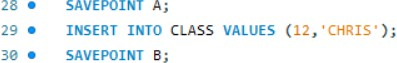 28 ● SAVEPOINT A;
29 ● INSERT INTO CLASS VALUES (12,'CHRIS');
30 ● SAVEPOINT B;